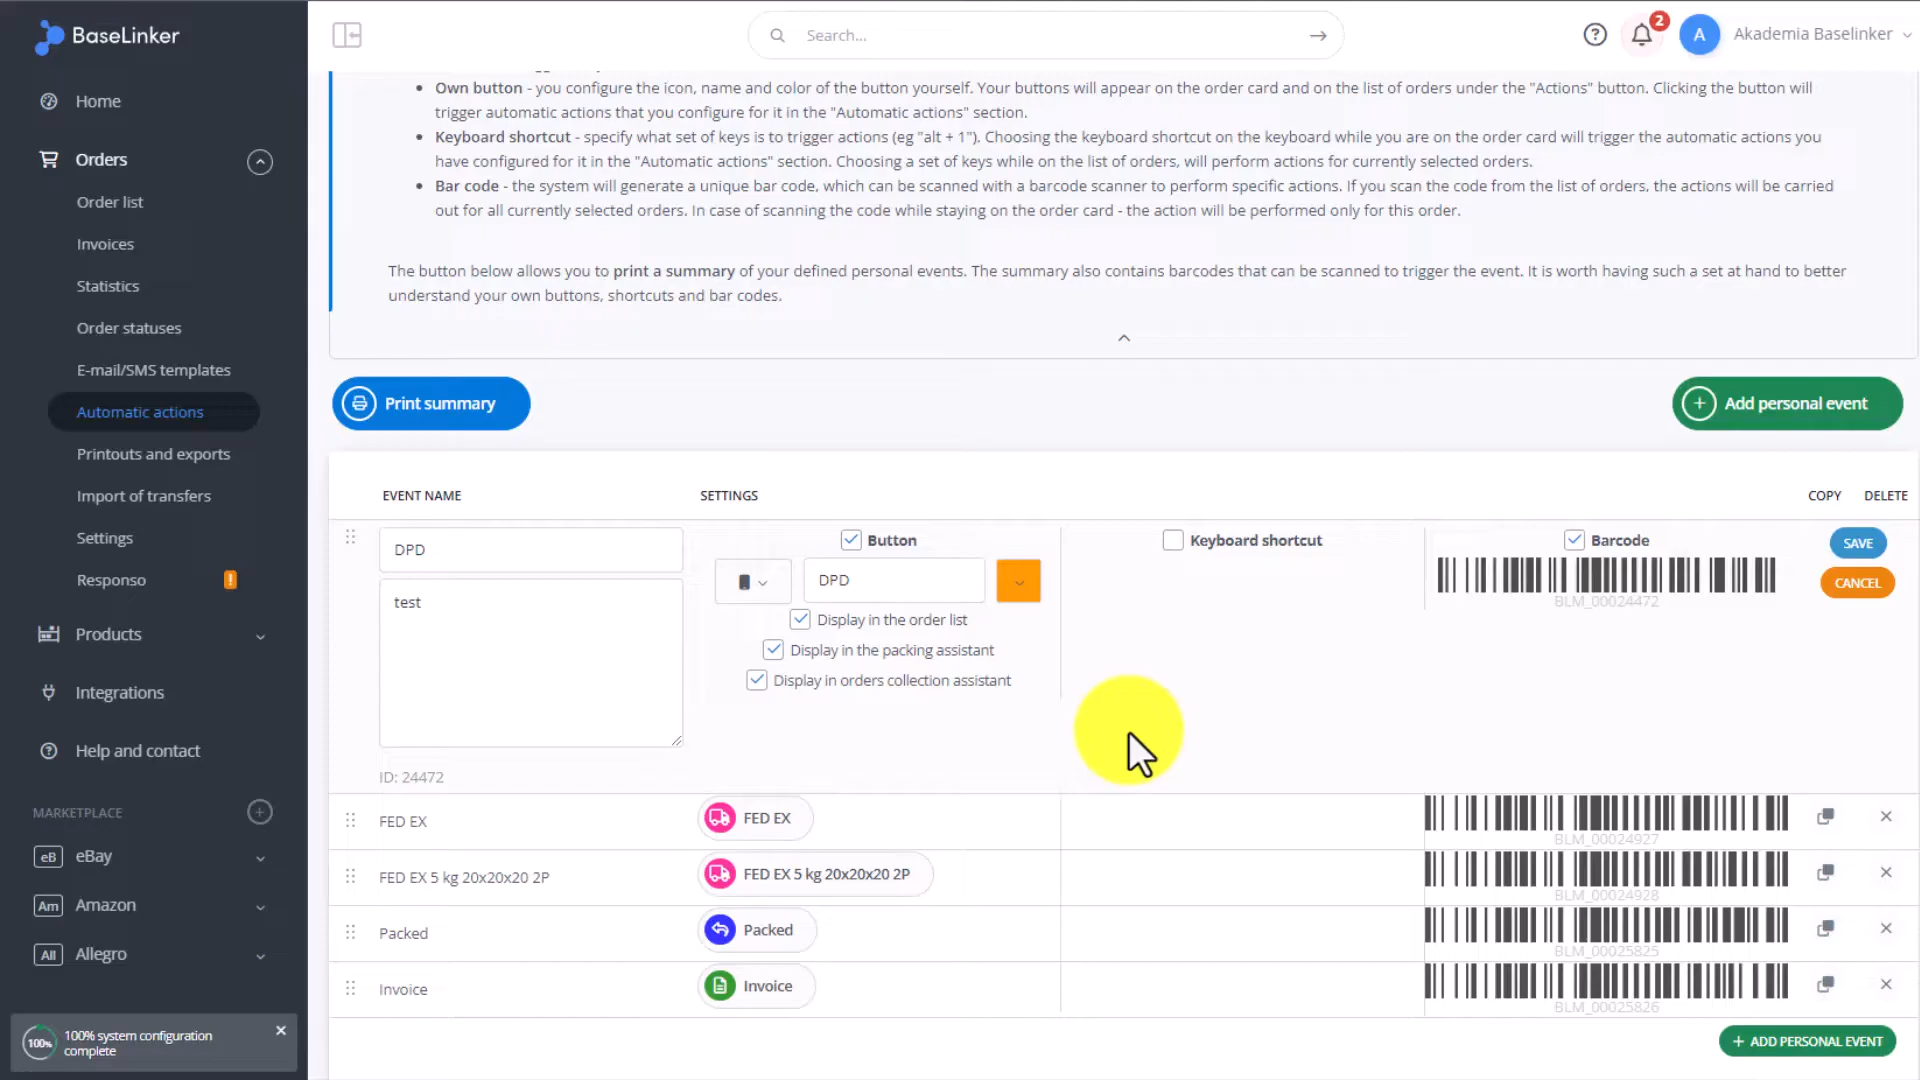 BaseLinker
Search...
2
A
Akademia Baselinker
Home
Orders
Order list
Invoices
Statistics
Order statuses
E-mail/SMS templates
Automatic actions
Printouts and exports
Import of transfers
Settings
Responso
!
Products
Integrations
Help and contact
MARKETPLACE
eB eBay
Am Amazon
All Allegro
100% 100% system configuration
complete
Own button - you configure the icon, name and color of the button yourself. Your buttons will appear on the order card and on the list of orders under the "Actions" button. Clicking the button will
trigger automatic actions that you configure for it in the "Automatic actions" section.
Keyboard shortcut - specify what set of keys is to trigger actions (eg "alt + 1"). Choosing the keyboard shortcut on the keyboard while you are on the order card will trigger the automatic actions you
have configured for it in the "Automatic actions" section. Choosing a set of keys while on the list of orders, will perform actions for currently selected orders.
Bar code - the system will generate a unique bar code, which can be scanned with a barcode scanner to perform specific actions. If you scan the code from the list of orders, the actions will be carried
out for all currently selected orders. In case of scanning the code while staying on the order card - the action will be performed only for this order.
The button below allows you to print a summary of your defined personal events. The summary also contains barcodes that can be scanned to trigger the event. It is worth having such a set at hand to better
understand your own buttons, shortcuts and bar codes.
Print summary
Add personal event
EVENT NAME SETTINGS COPY DELETE
DPD
test
ID: 24472
Button
DPD
Display in the order list
Display in the packing assistant
Display in orders collection assistant
Keyboard shortcut
Barcode
BLM_00024472
SAVE
CANCEL
FED EX FED EX
BLM_00024927
FED EX 5 kg 20x20x20 2P FED EX 5 kg 20x20x20 2P
BLM_00024928
Packed Packed
BLM_00025825
Invoice Invoice
BLM_00025826
+ ADD PERSONAL EVENT